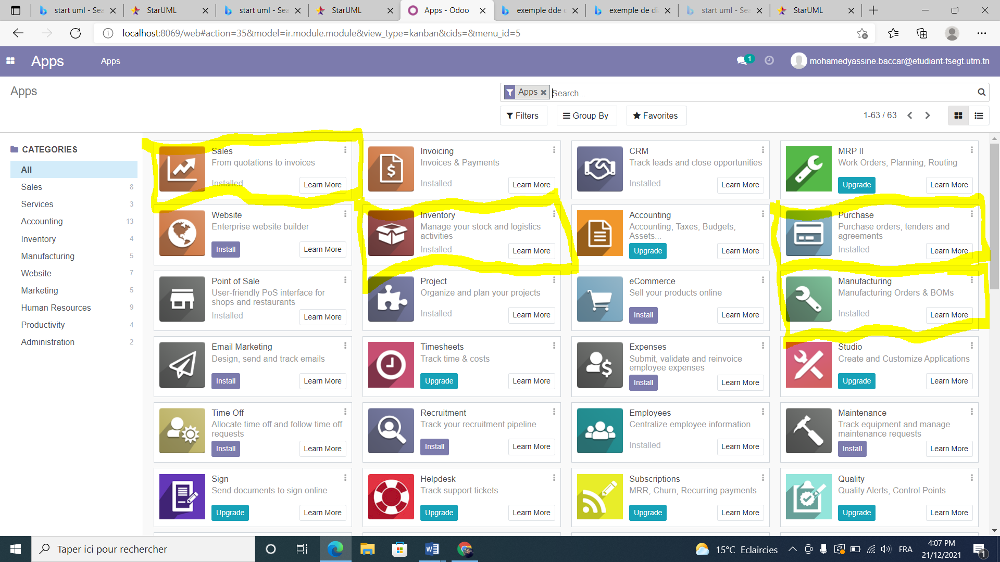 start uml - Sea
StarUML
start uml - Sea
StarUML
Apps - Odoo
exemple dde c
exemple de di
start uml - Sea
StarUML
localhost:8069/web#action=35&model=ir.module.module&view_type=kanban&cids=&menu_id=5
Apps
Apps
1
mohamedyassine.baccar@etudiant-fsegt.utm.tn
Apps
Apps
Search...
Filters
Group By
Favorites
1-63 / 63
CATEGORIES
All
Sales 8
Services 3
Accounting 13
Inventory 4
Manufacturing 5
Website 7
Marketing 5
Human Resources 9
Productivity 4
Administration 2
Sales
From quotations to invoices
Installed
Learn More
Invoicing
Invoices & Payments
Installed
Learn More
CRM
Track leads and close opportunities
Installed
Learn More
MRP II
Work Orders, Planning, Routing
Upgrade
Learn More
Website
Enterprise website builder
Install
Learn More
Inventory
Manage your stock and logistics
activities
Installed
Learn More
Accounting
Accounting, Taxes, Budgets,
Assets...
Upgrade
Learn More
Purchase
Purchase orders, tenders and
agreements
Installed
Learn More
Point of Sale
User-friendly PoS interface for
shops and restaurants
Installed
Learn More
Project
Organize and plan your projects
Installed
Learn More
eCommerce
Sell your products online
Install
Learn More
Manufacturing
Manufacturing Orders & BOMs
Installed
Learn More
Email Marketing
Design, send and track emails
Install
Learn More
Timesheets
Track time & costs
Upgrade
Learn More
Expenses
Submit, validate and reinvoice
employee expenses
Install
Learn More
Studio
Create and Customize Applications
Upgrade
Learn More
Time Off
Allocate time off and follow time off
requests
Install
Learn More
Recruitment
Track your recruitment pipeline
Install
Learn More
Employees
Centralize employee information
Installed
Learn More
Maintenance
Track equipment and manage
maintenance requests
Install
Learn More
Sign
Send documents to sign online
Upgrade
Learn More
Helpdesk
Track support tickets
Upgrade
Learn More
Subscriptions
MRR, Churn, Recurring payments
Upgrade
Learn More
Quality
Quality Alerts, Control Points
Upgrade
Learn More
Taper ici pour rechercher
15°C Eclaircies
FRA
4:07 PM
21/12/2021
1